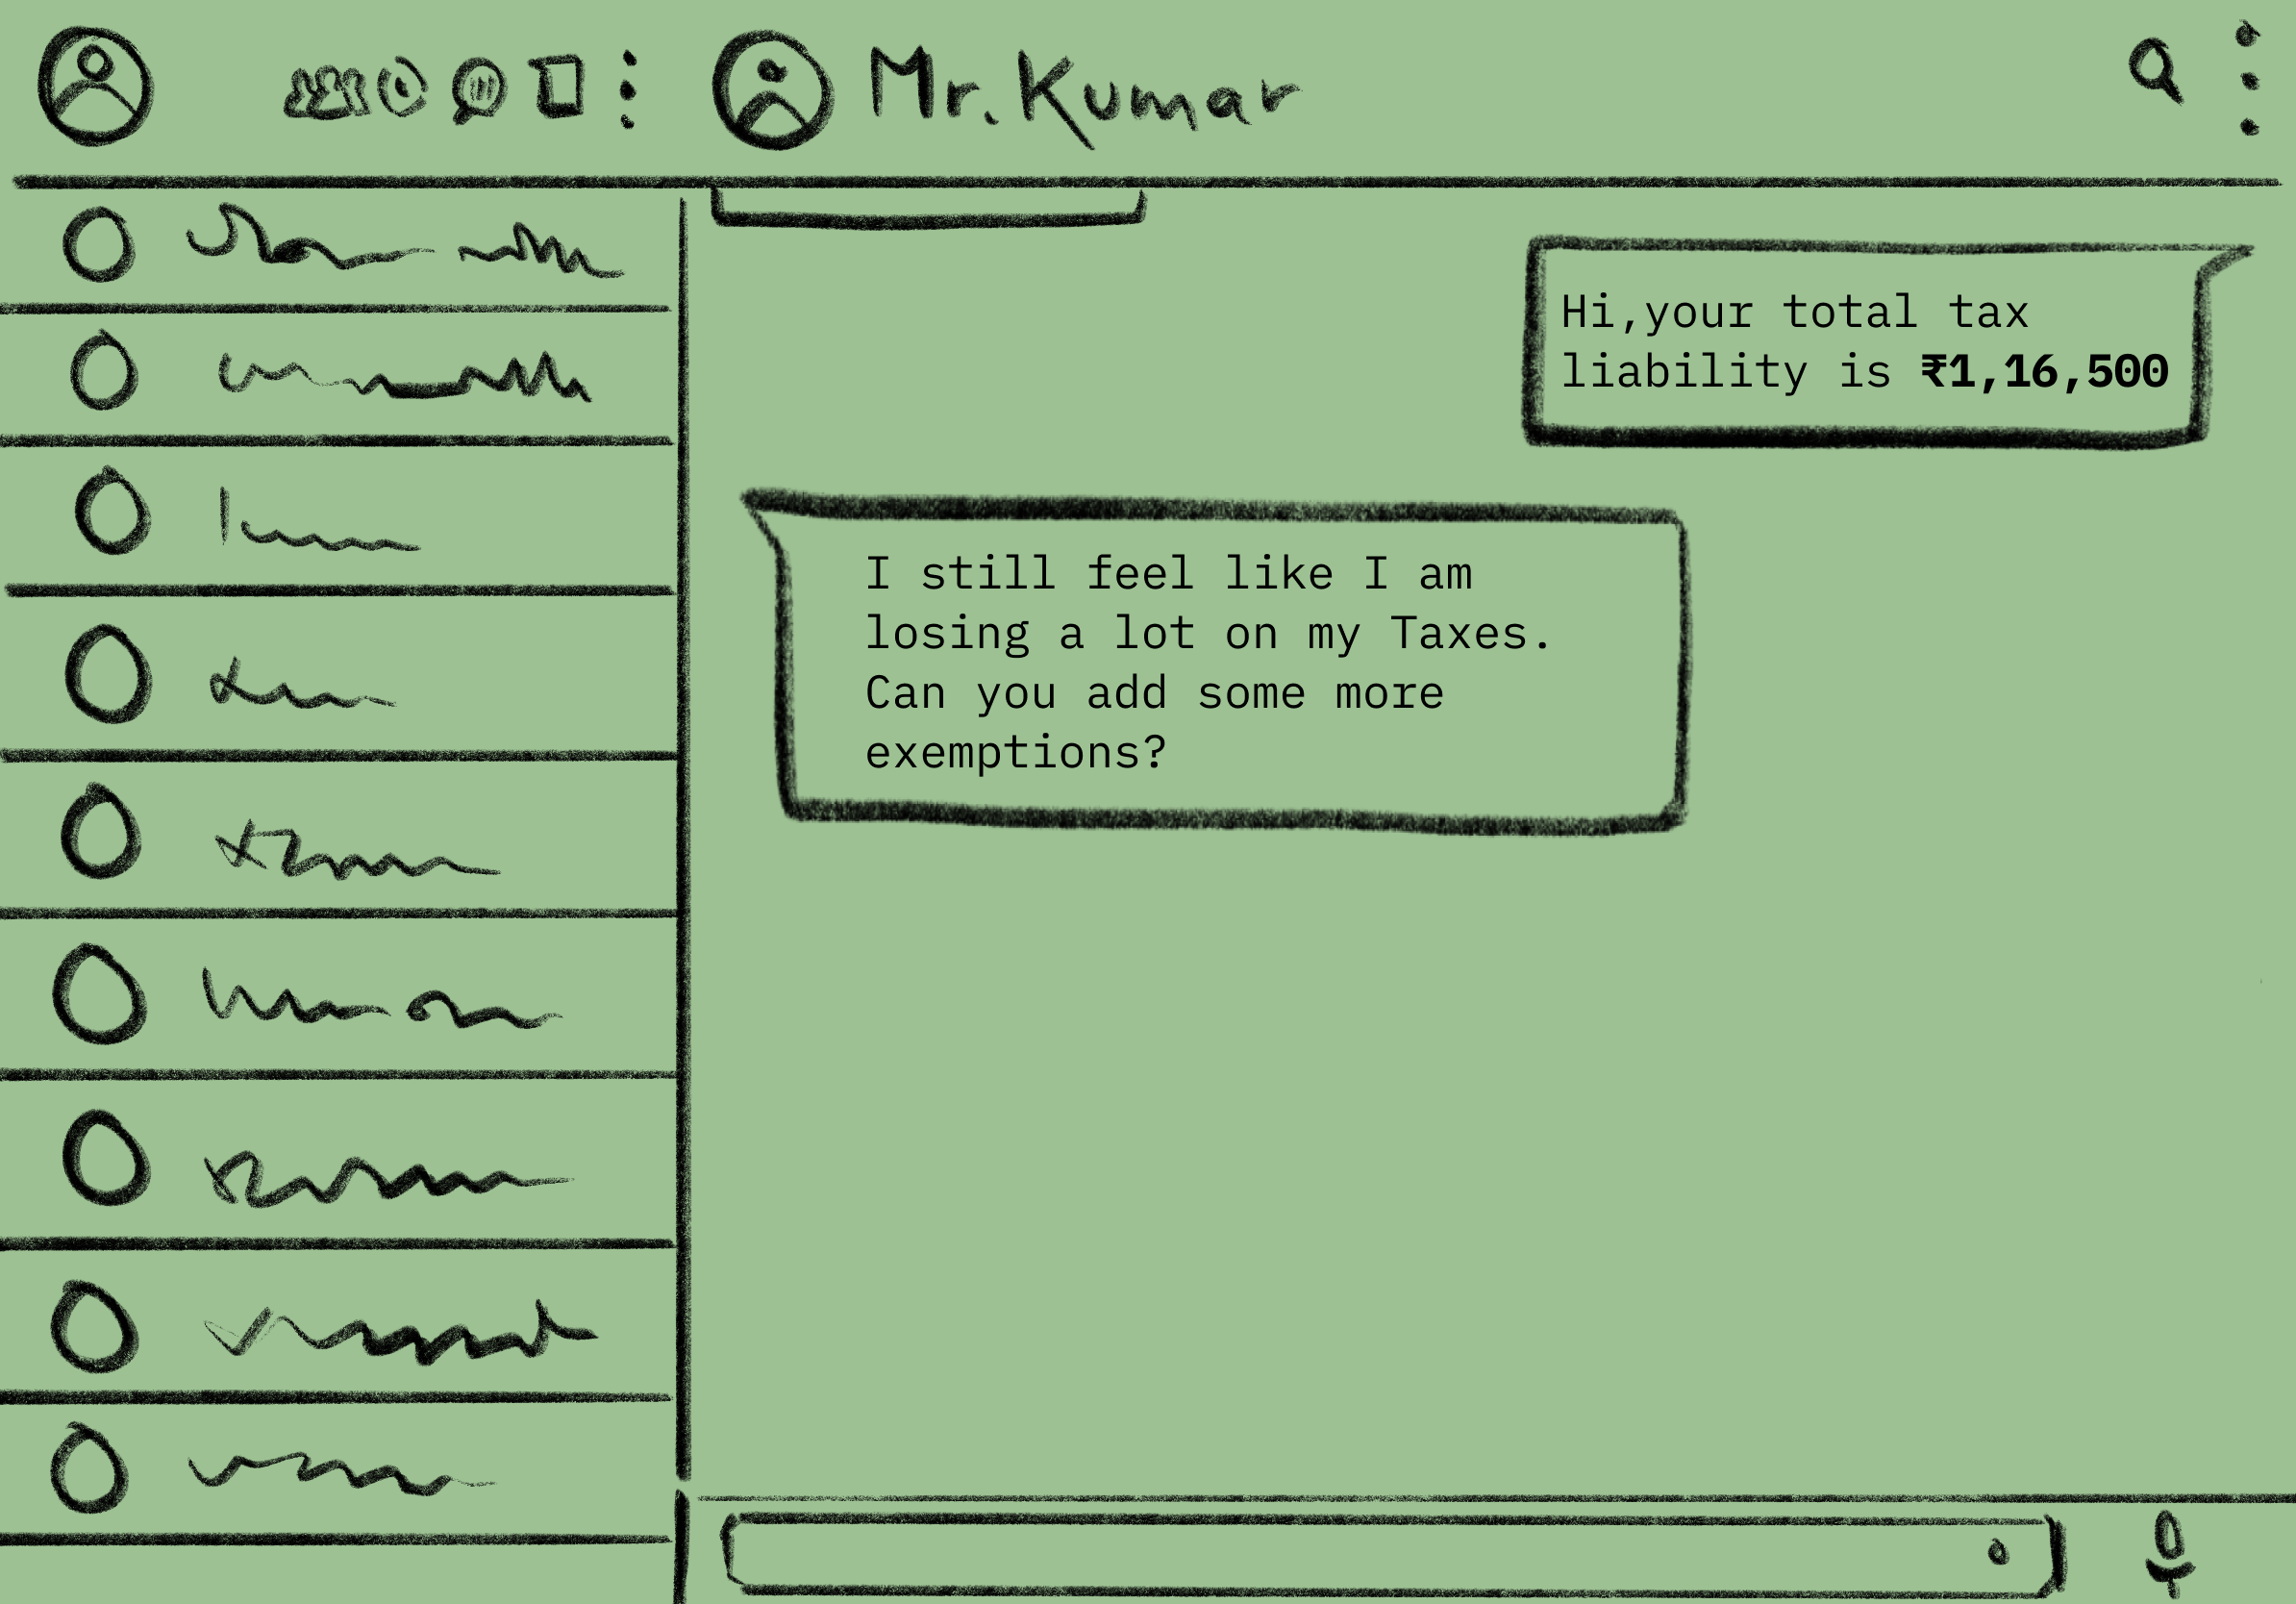 Mr. Kumar
Hi,your total tax
liability is ₹1,16,500
I still feel like I am
losing a lot on my Taxes.
Can you add some more
exemptions?